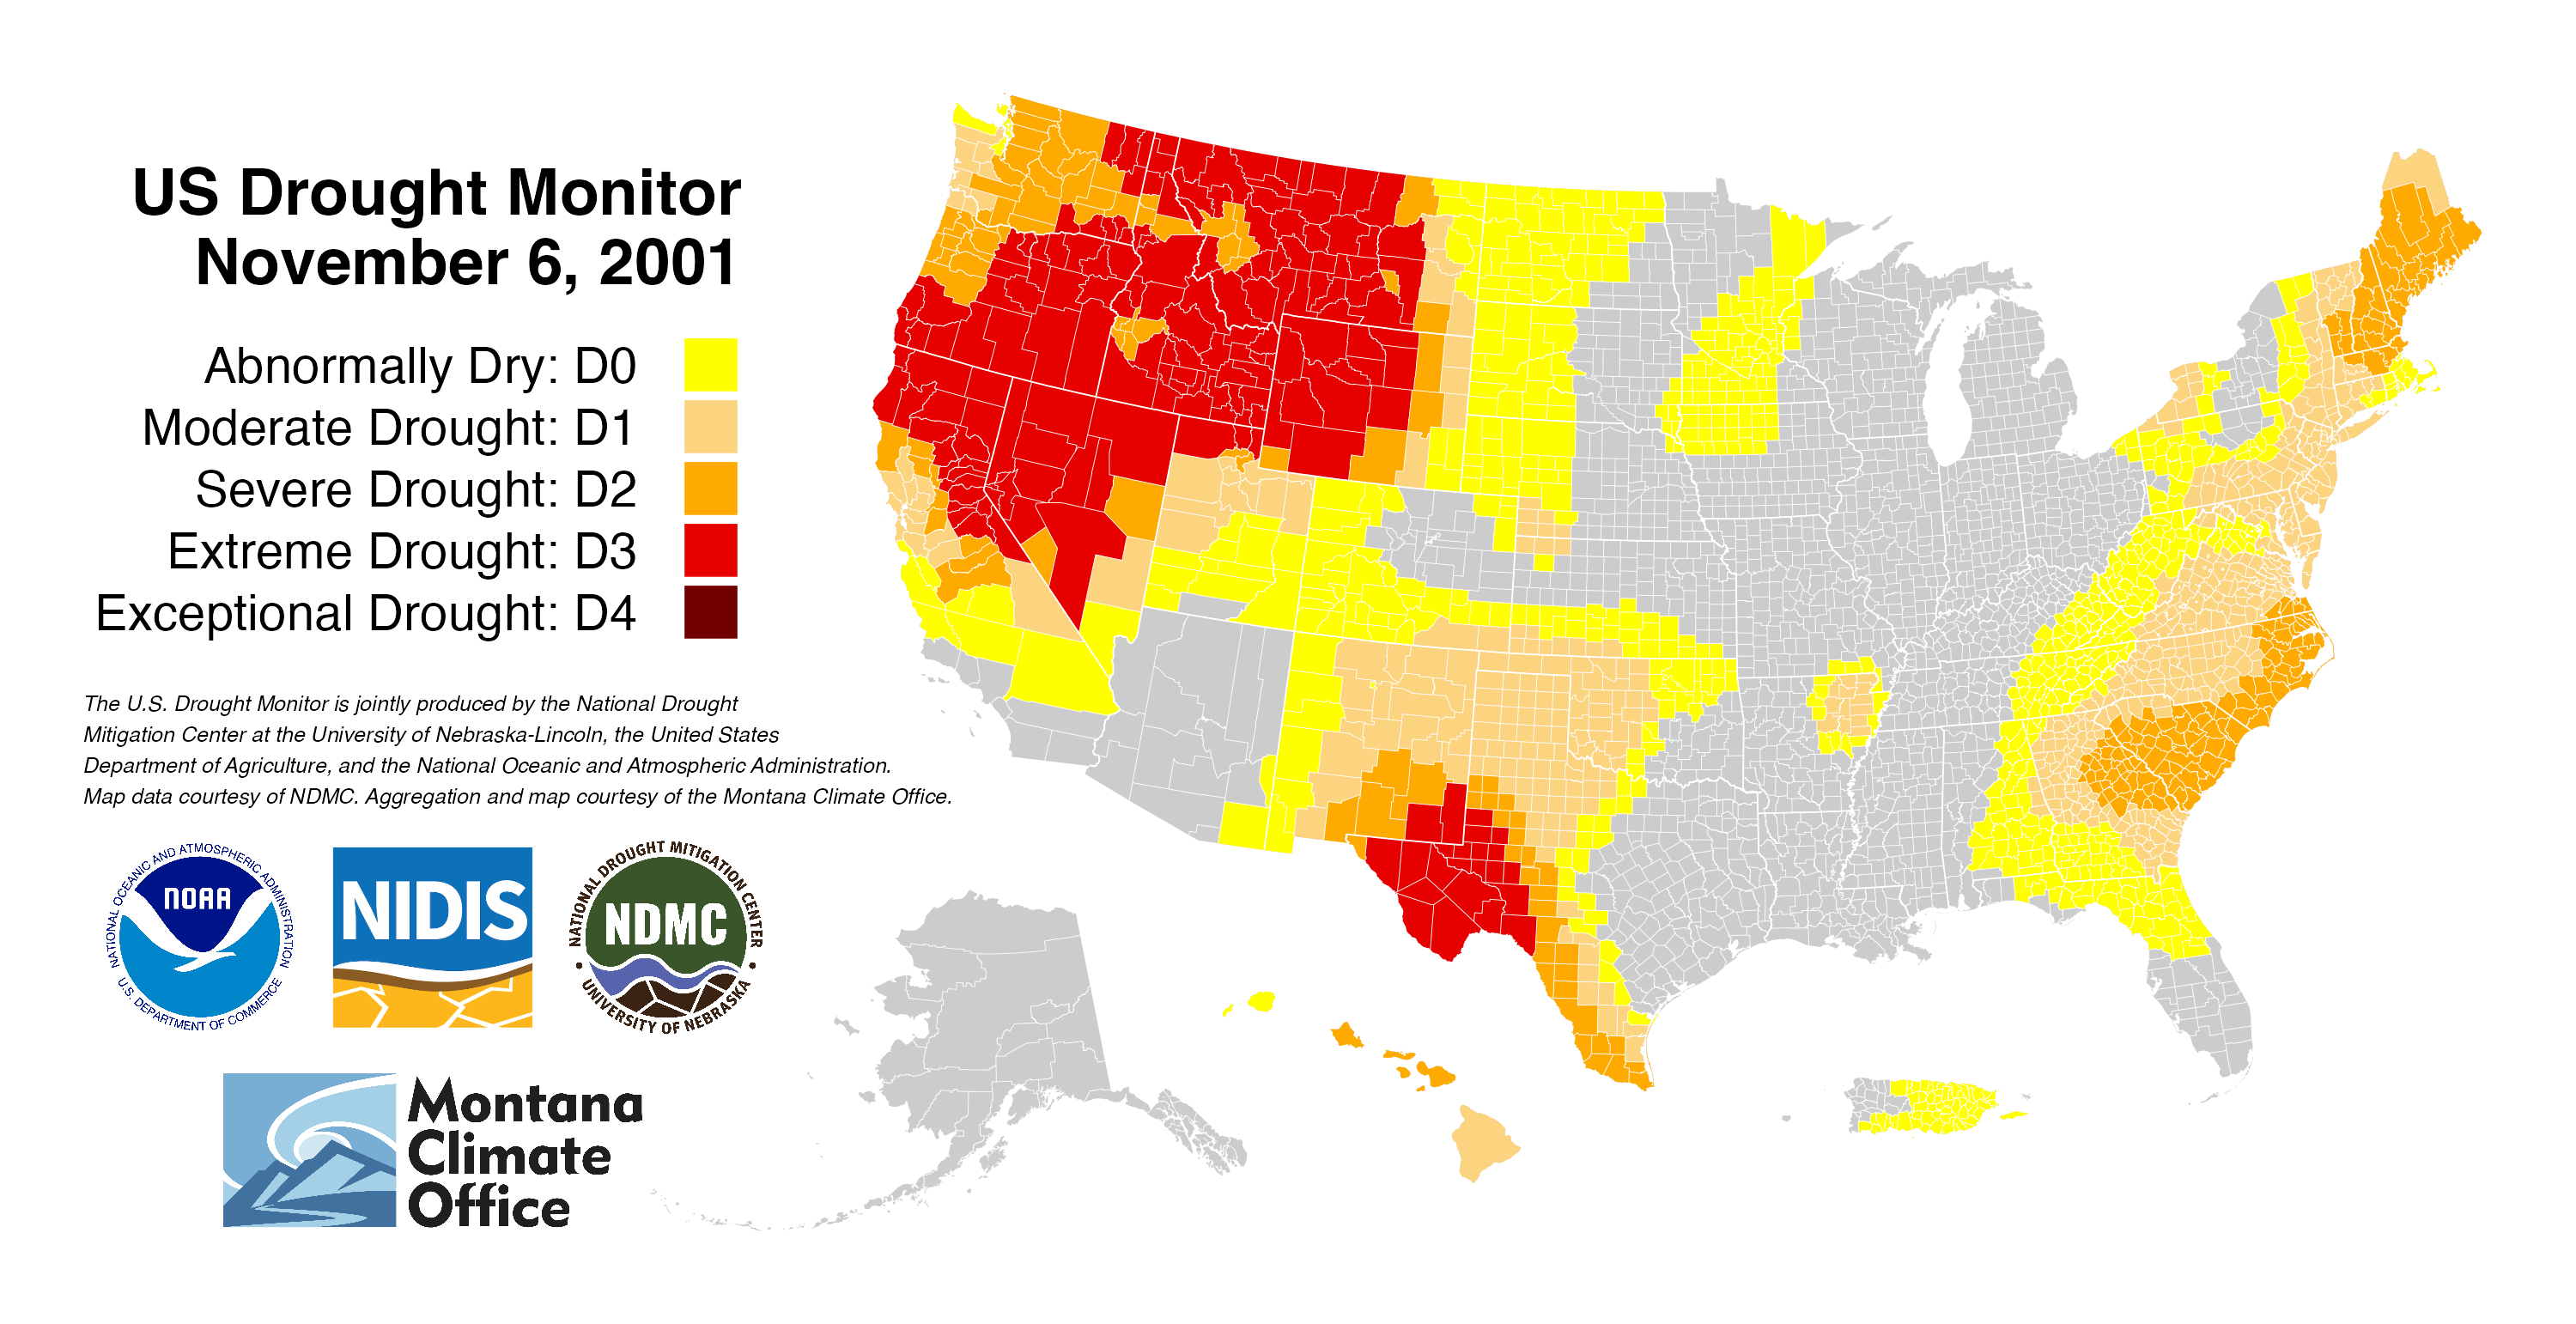 US Drought Monitor
November 6, 2001
Abnormally Dry: D0
Moderate Drought: D1
Severe Drought: D2
Extreme Drought: D3
Exceptional Drought: D4
The U.S. Drought Monitor is jointly produced by the National Drought
Mitigation Center at the University of Nebraska-Lincoln, the United States
Department of Agriculture, and the National Oceanic and Atmospheric Administration.
Map data courtesy of NDMC. Aggregation and map courtesy of the Montana Climate Office.
NATIONAL OCEANIC AND ATMOSPHERIC ADMINISTRATION
NOAA
U.S. DEPARTMENT OF COMMERCE
NIDIS
NATIONAL DROUGHT MITIGATION CENTER
NDMC
UNIVERSITY OF NEBRASKA
Montana
Climate
Office